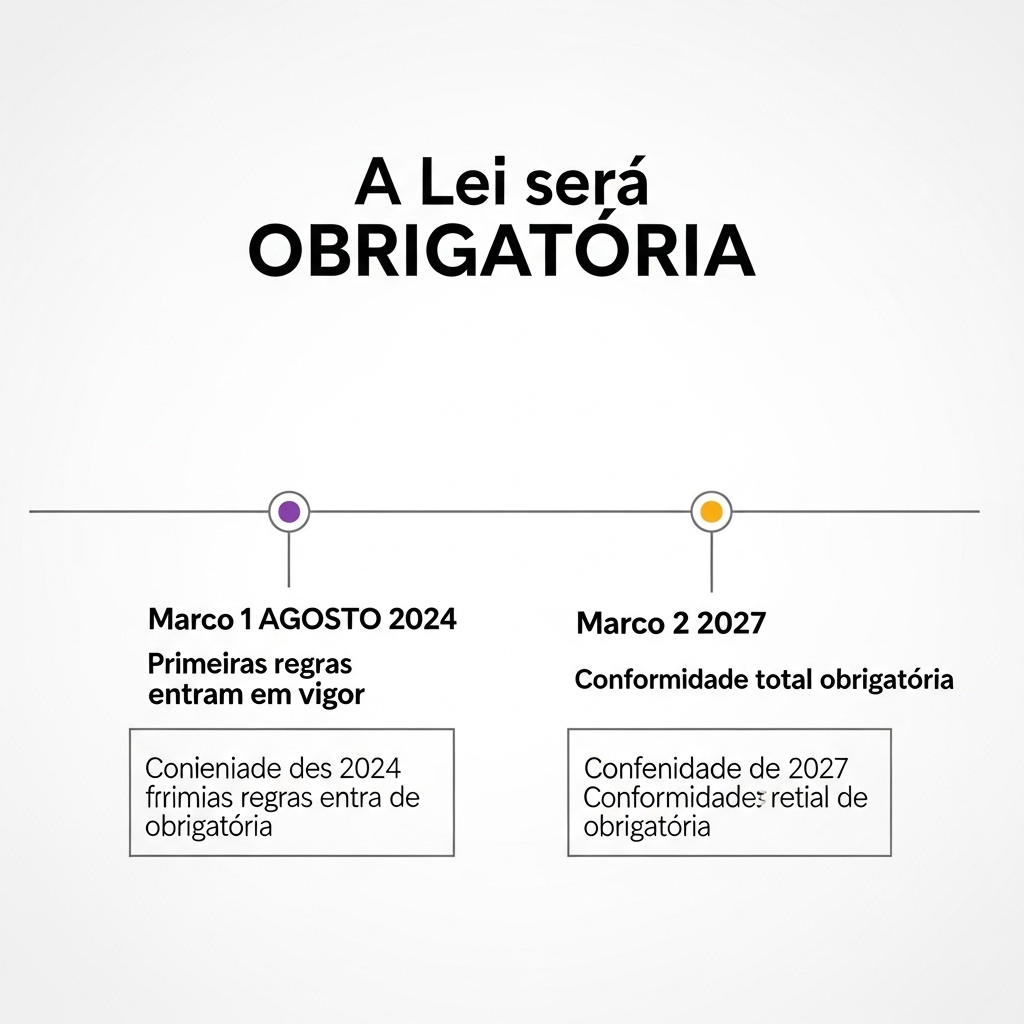 A Lei será
OBRIGATÓRIA
Marco 1 AGOSTO 2024
Primeiras regras
entram em vigor
Conieniade des 2024
frrimias regras entra de
obrigatória
Marco 2 2027
Conformidade total obrigatória
Confenidade de 2027
Conformidade: retial de
obrigatória